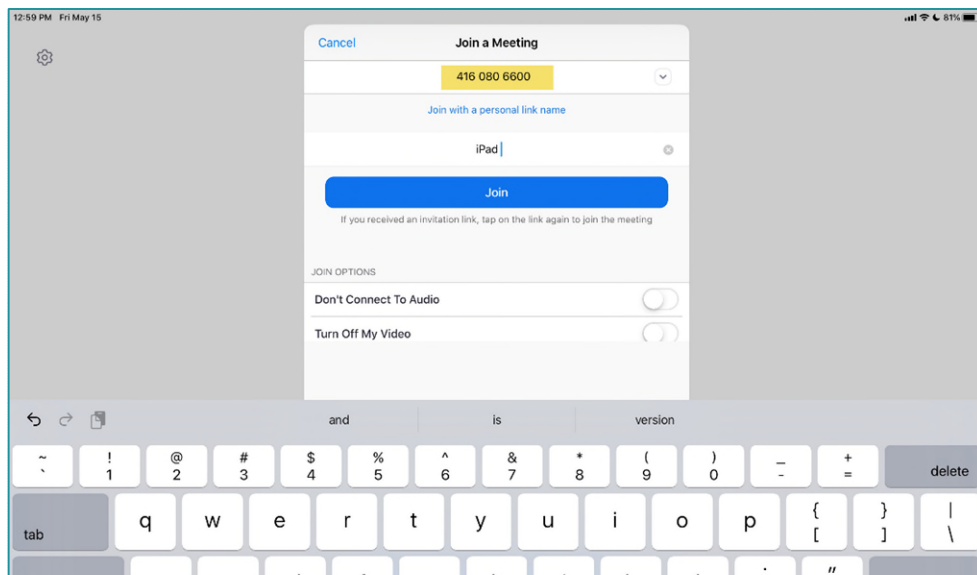 12:59 PM Fri May 15 81%
Cancel Join a Meeting
416 080 6600
Join with a personal link name
iPad
Join
If you received an invitation link, tap on the link again to join the meeting
JOIN OPTIONS
Don't Connect To Audio
Turn Off My Video
and is version
~ ! @ # $ % ^ & * ( ) _ +
` 1 2 3 4 5 6 7 8 9 0 - = delete
tab q w e r t y u i o p { [ } ] | \